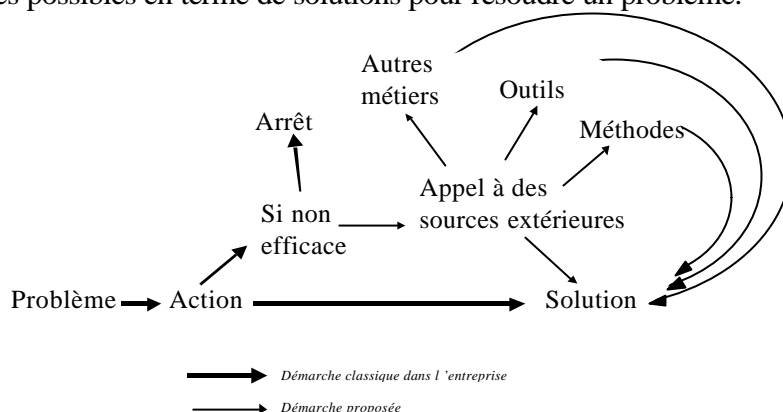 es possibles en terme de solutions pour résoudre un problème.
Autres
métiers
Outils
Arrêt
Méthodes
Appel à des
sources extérieures
Si non
efficace
Problème
Action
Solution
Démarche classique dans l 'entreprise
Démarche proposée